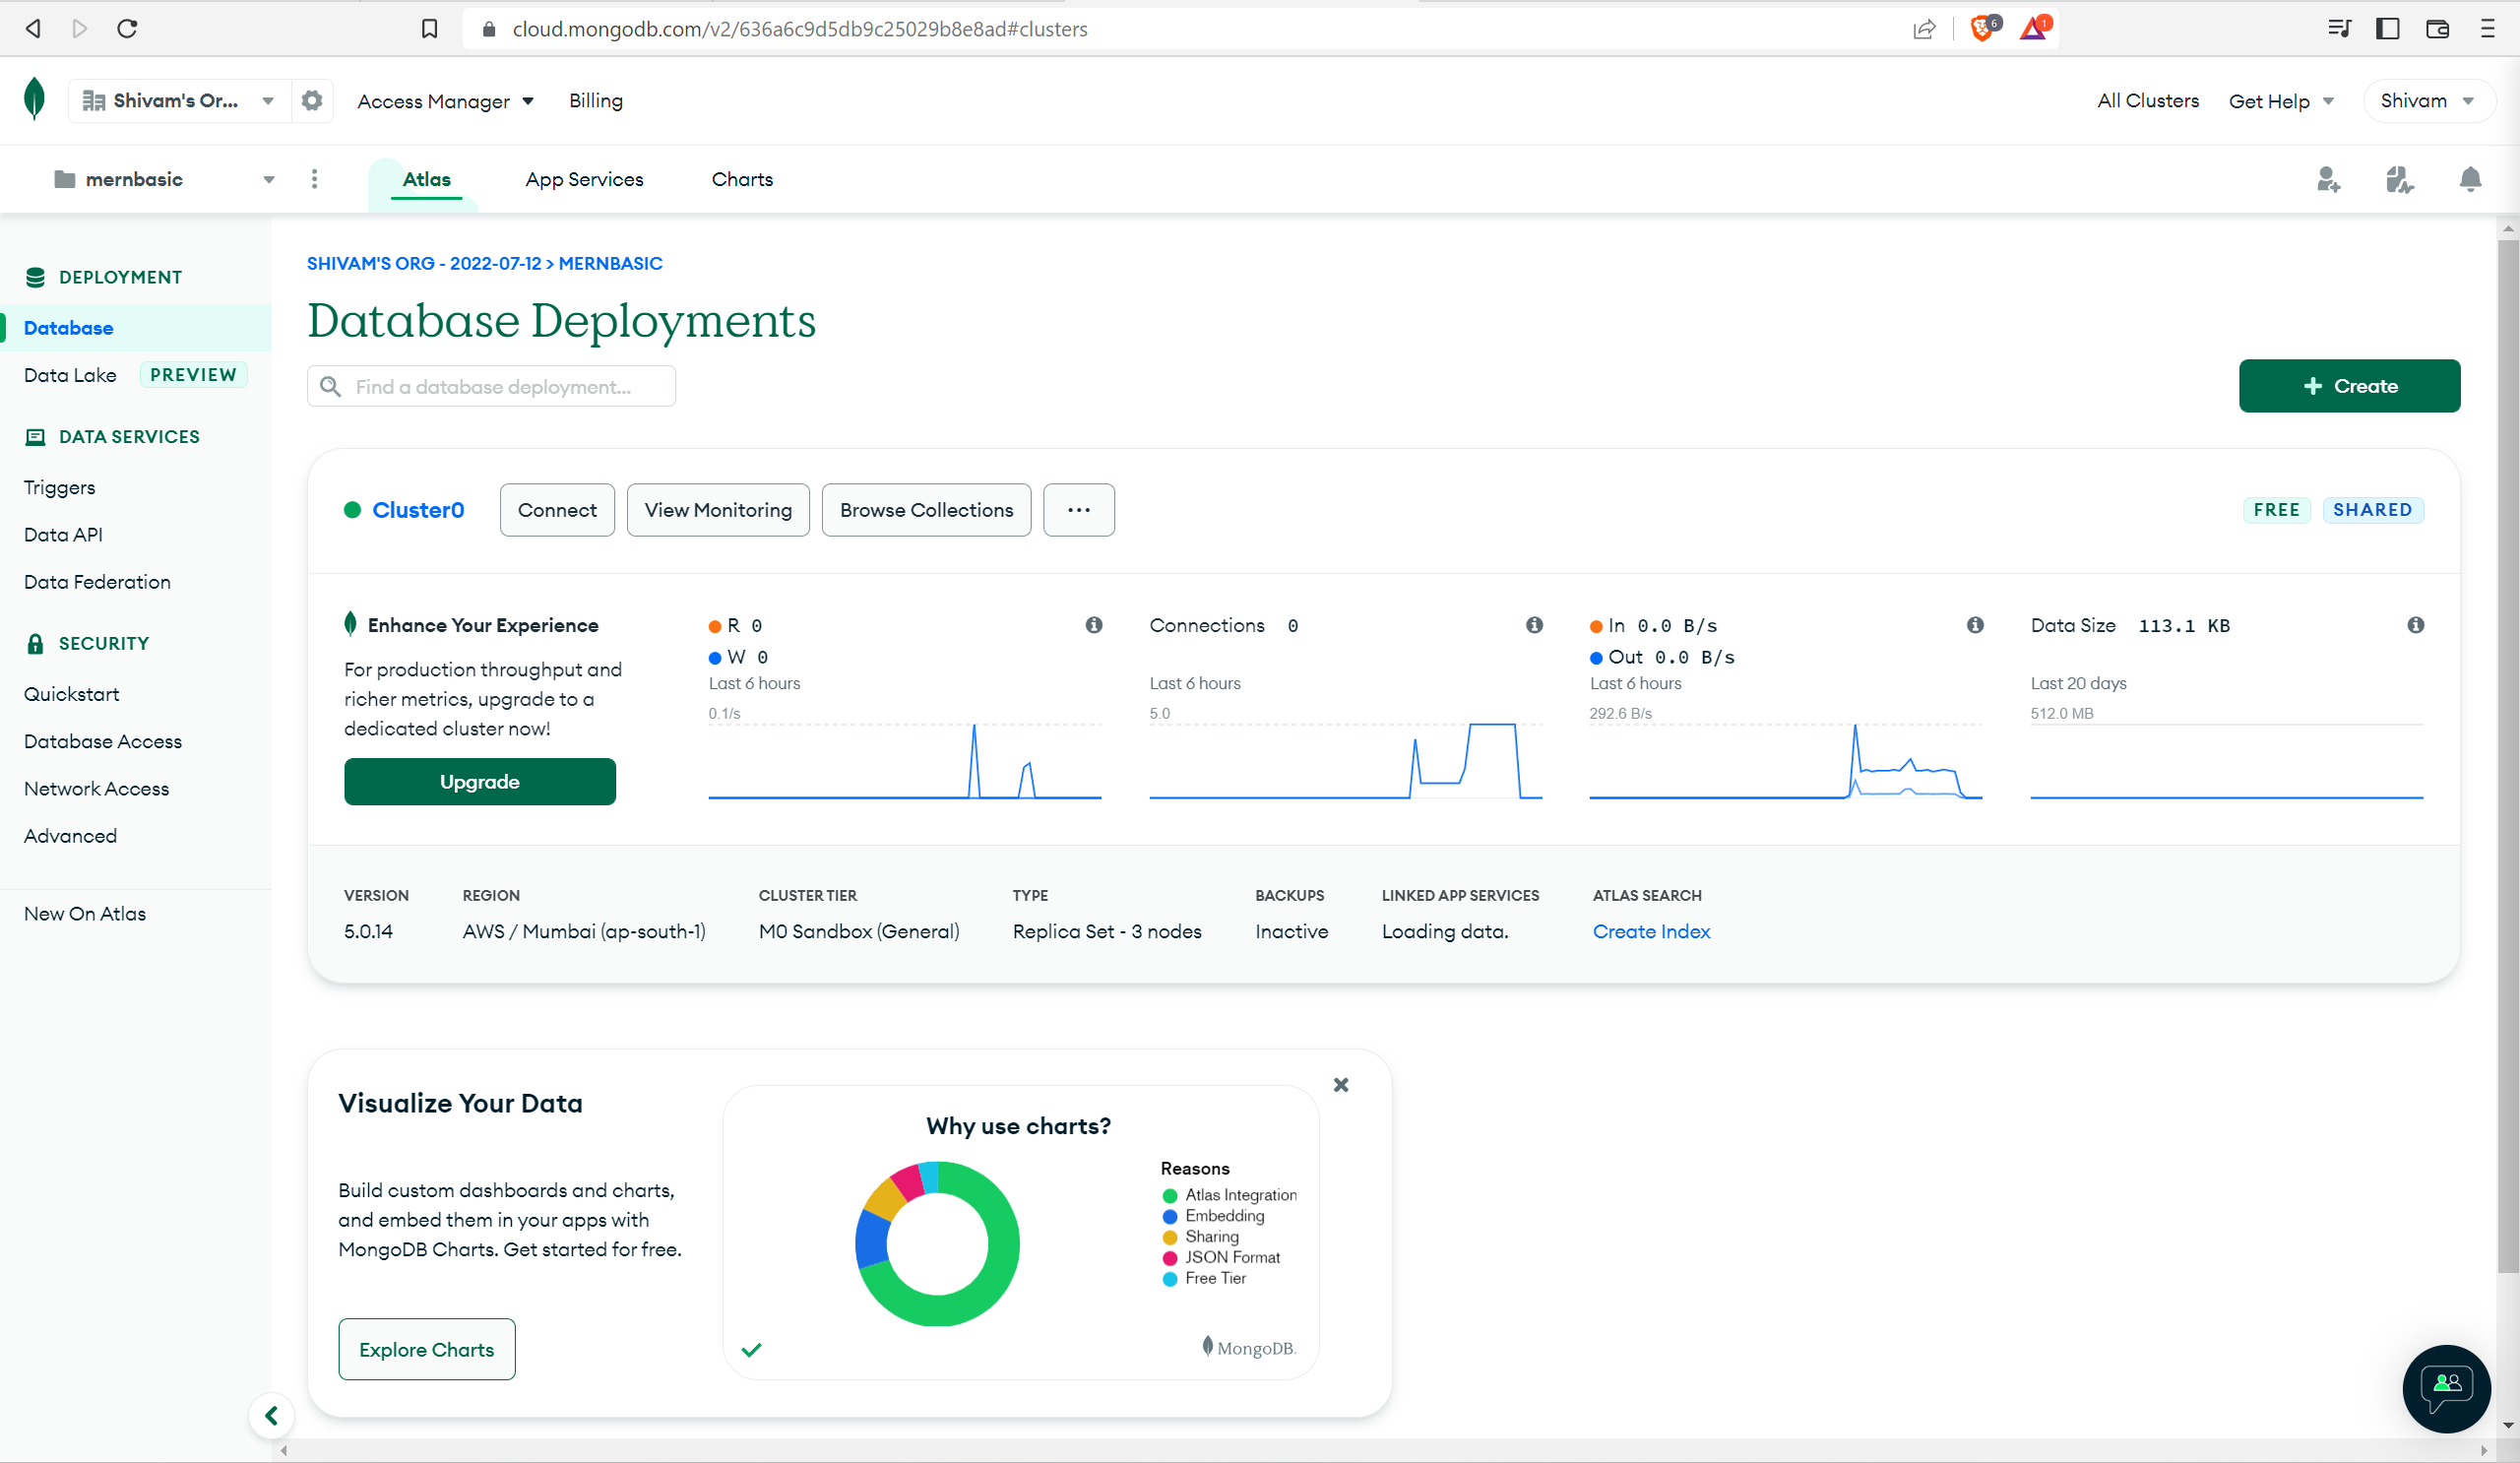 cloud.mongodb.com/v2/636a6c9d5db9c25029b8e8ad#clusters
6
1
Shivam's Or...
Access Manager
Billing
All Clusters
Get Help
Shivam
mernbasic
Atlas
App Services
Charts
DEPLOYMENT
Database
Data Lake PREVIEW
DATA SERVICES
Triggers
Data API
Data Federation
SECURITY
Quickstart
Database Access
Network Access
Advanced
New On Atlas
SHIVAM'S ORG - 2022-07-12 > MERNBASIC
Database Deployments
Find a database deployment...
+ Create
Cluster0
Connect
View Monitoring
Browse Collections
...
FREE
SHARED
Enhance Your Experience
For production throughput and
richer metrics, upgrade to a
dedicated cluster now!
Upgrade
R 0
W 0
Last 6 hours
0.1/s
Connections 0
Last 6 hours
5.0
In 0.0 B/s
Out 0.0 B/s
Last 6 hours
292.6 B/s
Data Size 113.1 KB
Last 20 days
512.0 MB
VERSION
5.0.14
REGION
AWS / Mumbai (ap-south-1)
CLUSTER TIER
M0 Sandbox (General)
TYPE
Replica Set - 3 nodes
BACKUPS
Inactive
LINKED APP SERVICES
Loading data.
ATLAS SEARCH
Create Index
Visualize Your Data
Build custom dashboards and charts,
and embed them in your apps with
MongoDB Charts. Get started for free.
Explore Charts
Why use charts?
Reasons
Atlas Integration
Embedding
Sharing
JSON Format
Free Tier
MongoDB.